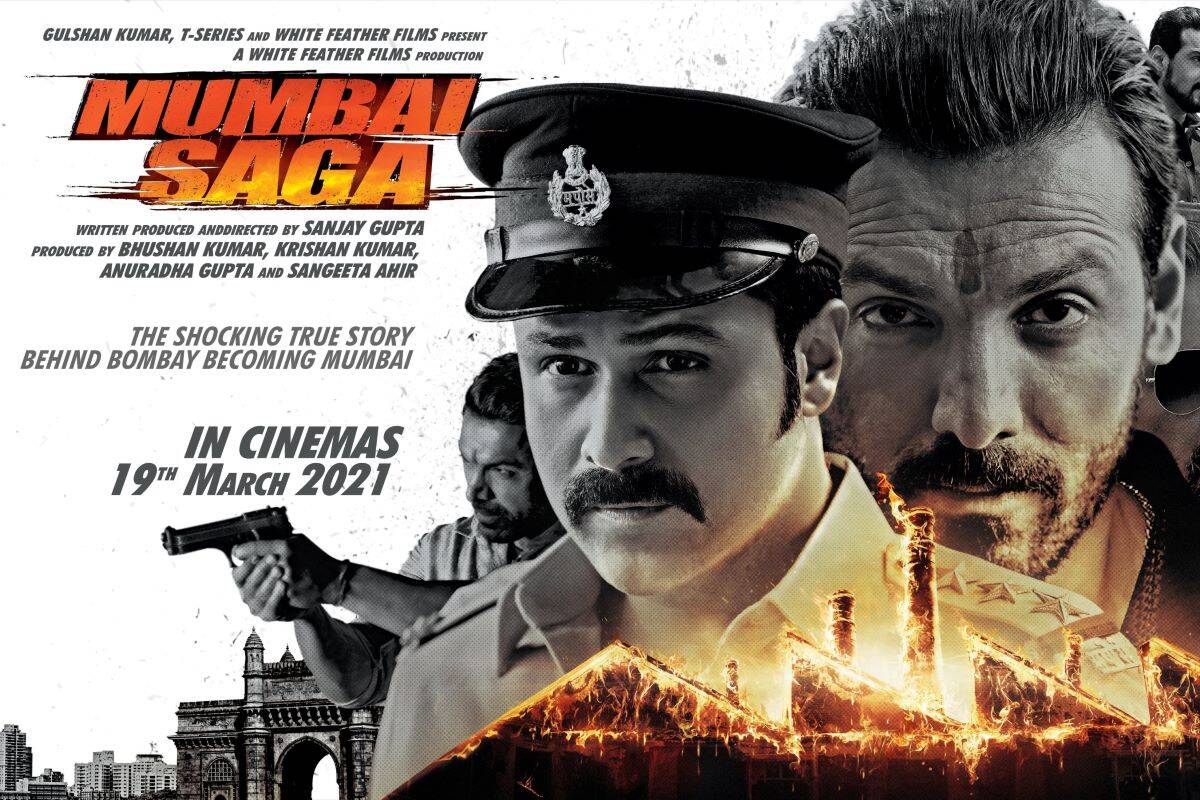 GULSHAN KUMAR, T-SERIES AND WHITE FEATHER FILMS PRESENT
A WHITE FEATHER FILMS PRODUCTION
MUMBAI
SAGA
WRITTEN PRODUCED ANDDIRECTED BY SANJAY GUPTA
PRODUCED BY BHUSHAN KUMAR, KRISHAN KUMAR,
ANURADHA GUPTA AND SANGEETA AHIR
THE SHOCKING TRUE STORY
BEHIND BOMBAY BECOMING MUMBAI
IN CINEMAS
19TH MARCH 2021
मपोसे